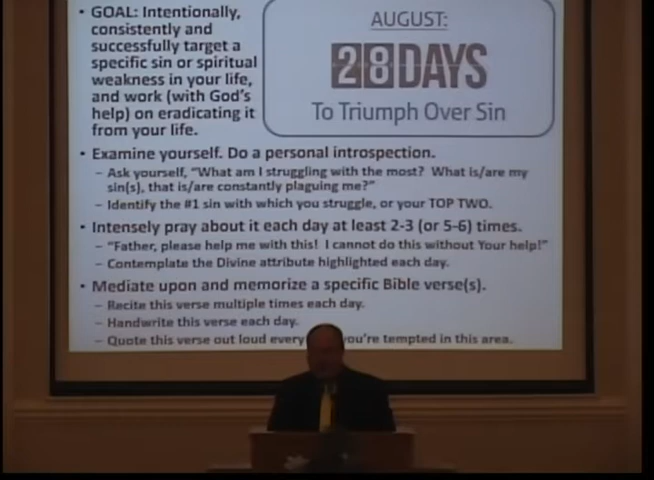 • GOAL: Intentionally,
consistently and
successfully target a
specific sin or spiritual
weakness in your life,
and work (with God's
help) on eradicating it
from your life.
AUGUST:
28 DAYS
To Triumph Over Sin
• Examine yourself. Do a personal introspection.
– Ask yourself, "What am I struggling with the most? What is/are my
sin(s), that is/are constantly plaguing me?"
– Identify the #1 sin with which you struggle, or your TOP TWO.
• Intensely pray about it each day at least 2-3 (or 5-6) times.
– "Father, please help me with this! I cannot do this without Your help!"
– Contemplate the Divine attribute highlighted each day.
• Mediate upon and memorize a specific Bible verse(s).
– Recite this verse multiple times each day.
– Handwrite this verse each day.
– Quote this verse out loud every you're tempted in this area.